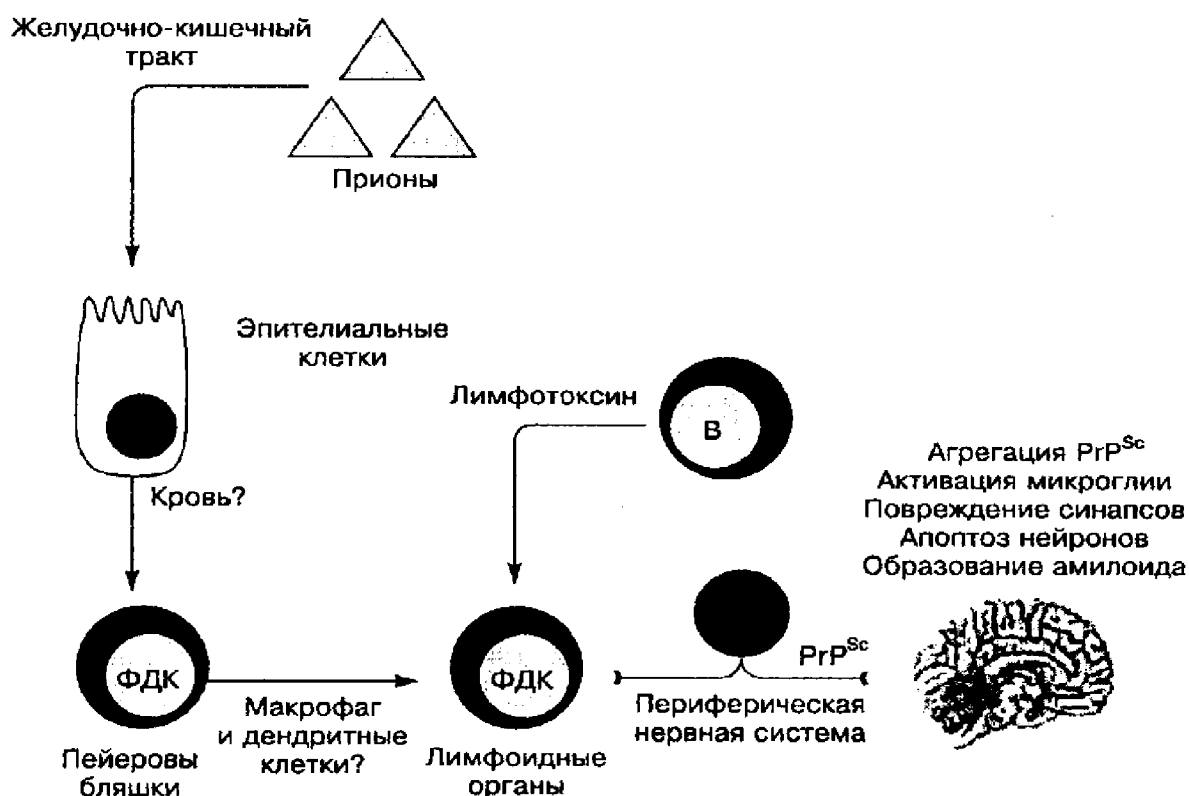 Желудочно-кишечный
тракт
Прионы
Эпителиальные
клетки
Лимфотоксин
В
Кровь?
Агрегация PrPSc
Активация микроглии
Повреждение синапсов
Апоптоз нейронов
Образование амилоида
ФДК
ФДК
PrPSc
Макрофаг
и дендритные
клетки?
Периферическая
нервная система
Пейеровы
бляшки
Лимфоидные
органы